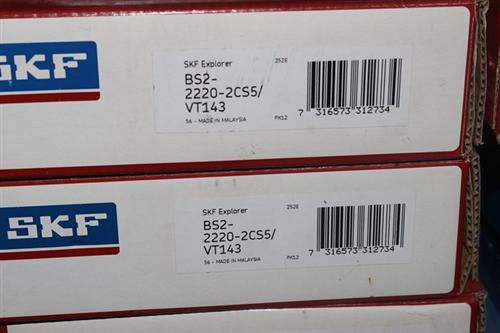 SKF
SKF Explorer
252E
BS2-
2220-2CS5/
VT143
56 - MADE IN MALAYSIA
PK12
7 316573 312734
SKF
SKF Explorer
252E
BS2-
2220-2CS5/
VT143
56 - MADE IN MALAYSIA
PK12
7 316573 312734